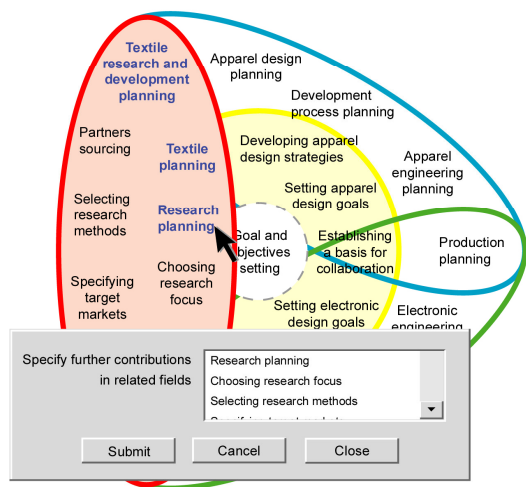 Textile
research and
development
planning
Apparel design
planning
Development
process planning
Partners
sourcing
Textile
planning
Developing apparel
design strategies
Apparel
engineering
planning
Selecting
research
methods
Research
planning
Setting apparel
design goals
Goal and
objectives
setting
Establishing
a basis for
collaboration
Production
planning
Specifying
target
markets
Choosing
research
focus
Setting electronic
design goals
Electronic
engineering
Specify further contributions
in related fields
Research planning
Choosing research focus
Selecting research methods
Submit
Cancel
Close